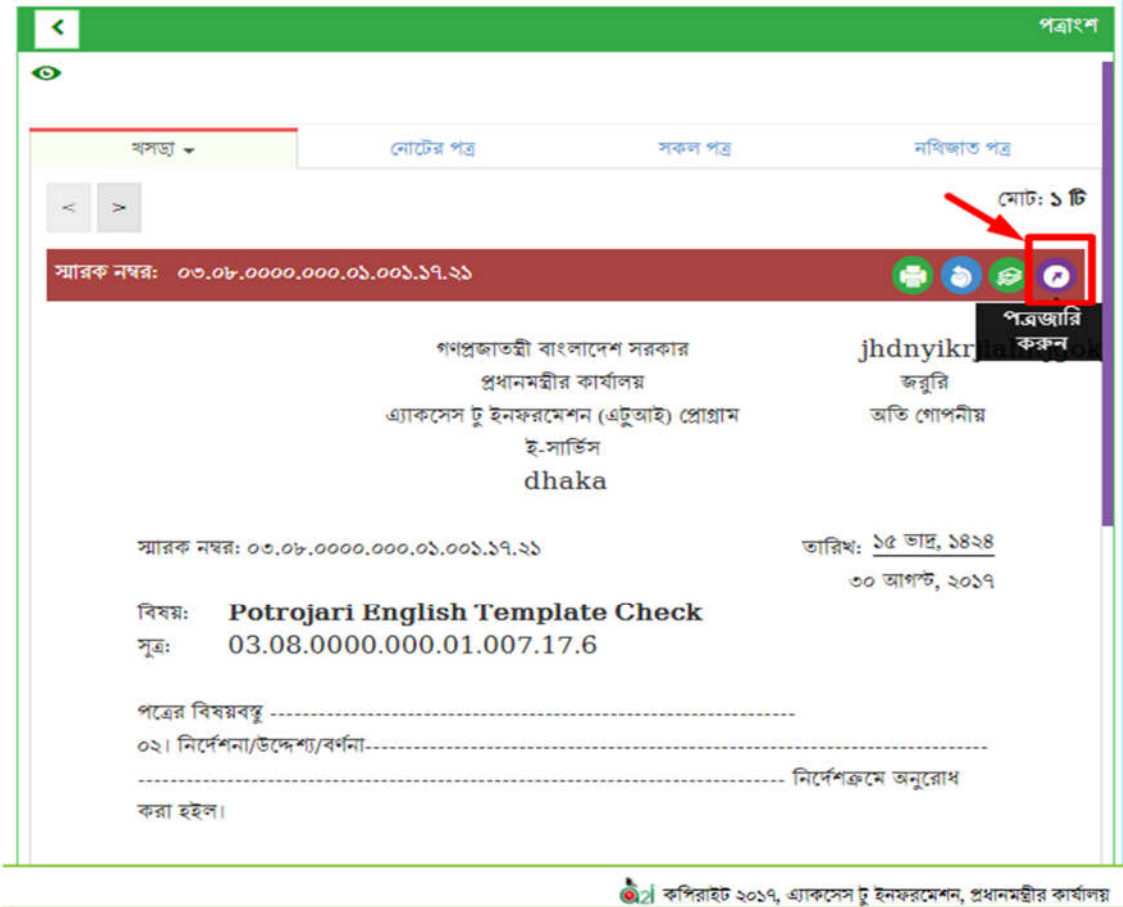 পত্রাংশ
খসড়া নোটের পত্র সকল পত্র নথিজাত পত্র
< > মোট: ১ টি
স্মারক নম্বর: ০৩.০৮.০০০০.০০০.০১.০০১.১৭.২১
পত্রজারি
করুন
গণপ্রজাতন্ত্রী বাংলাদেশ সরকার
প্রধানমন্ত্রীর কার্যালয় জরুরি
এ্যাকসেস টু ইনফরমেশন (এটুআই) প্রোগ্রাম অতি গোপনীয়
ই-সার্ভিস
dhaka
স্মারক নম্বর: ০৩.০৮.০০০০.০০০.০১.০০১.১৭.২১ তারিখ: ১৫ ভাদ্র, ১৪২৪
৩০ আগস্ট, ২০১৭
বিষয়: Potrojari English Template Check
সূত্র: 03.08.0000.000.01.007.17.6
পত্রের বিষয়বস্তু -----------------------------------------------------------------
০২। নির্দেশনা/উদ্দেশ্য/বর্ণনা-----------------------------------------------------------------------------
-------------------------------------------------------------------------------- নির্দেশক্রমে অনুরোধ
করা হইল।
a2i কপিরাইট ২০১৭, এ্যাকসেস টু ইনফরমেশন, প্রধানমন্ত্রীর কার্যালয়